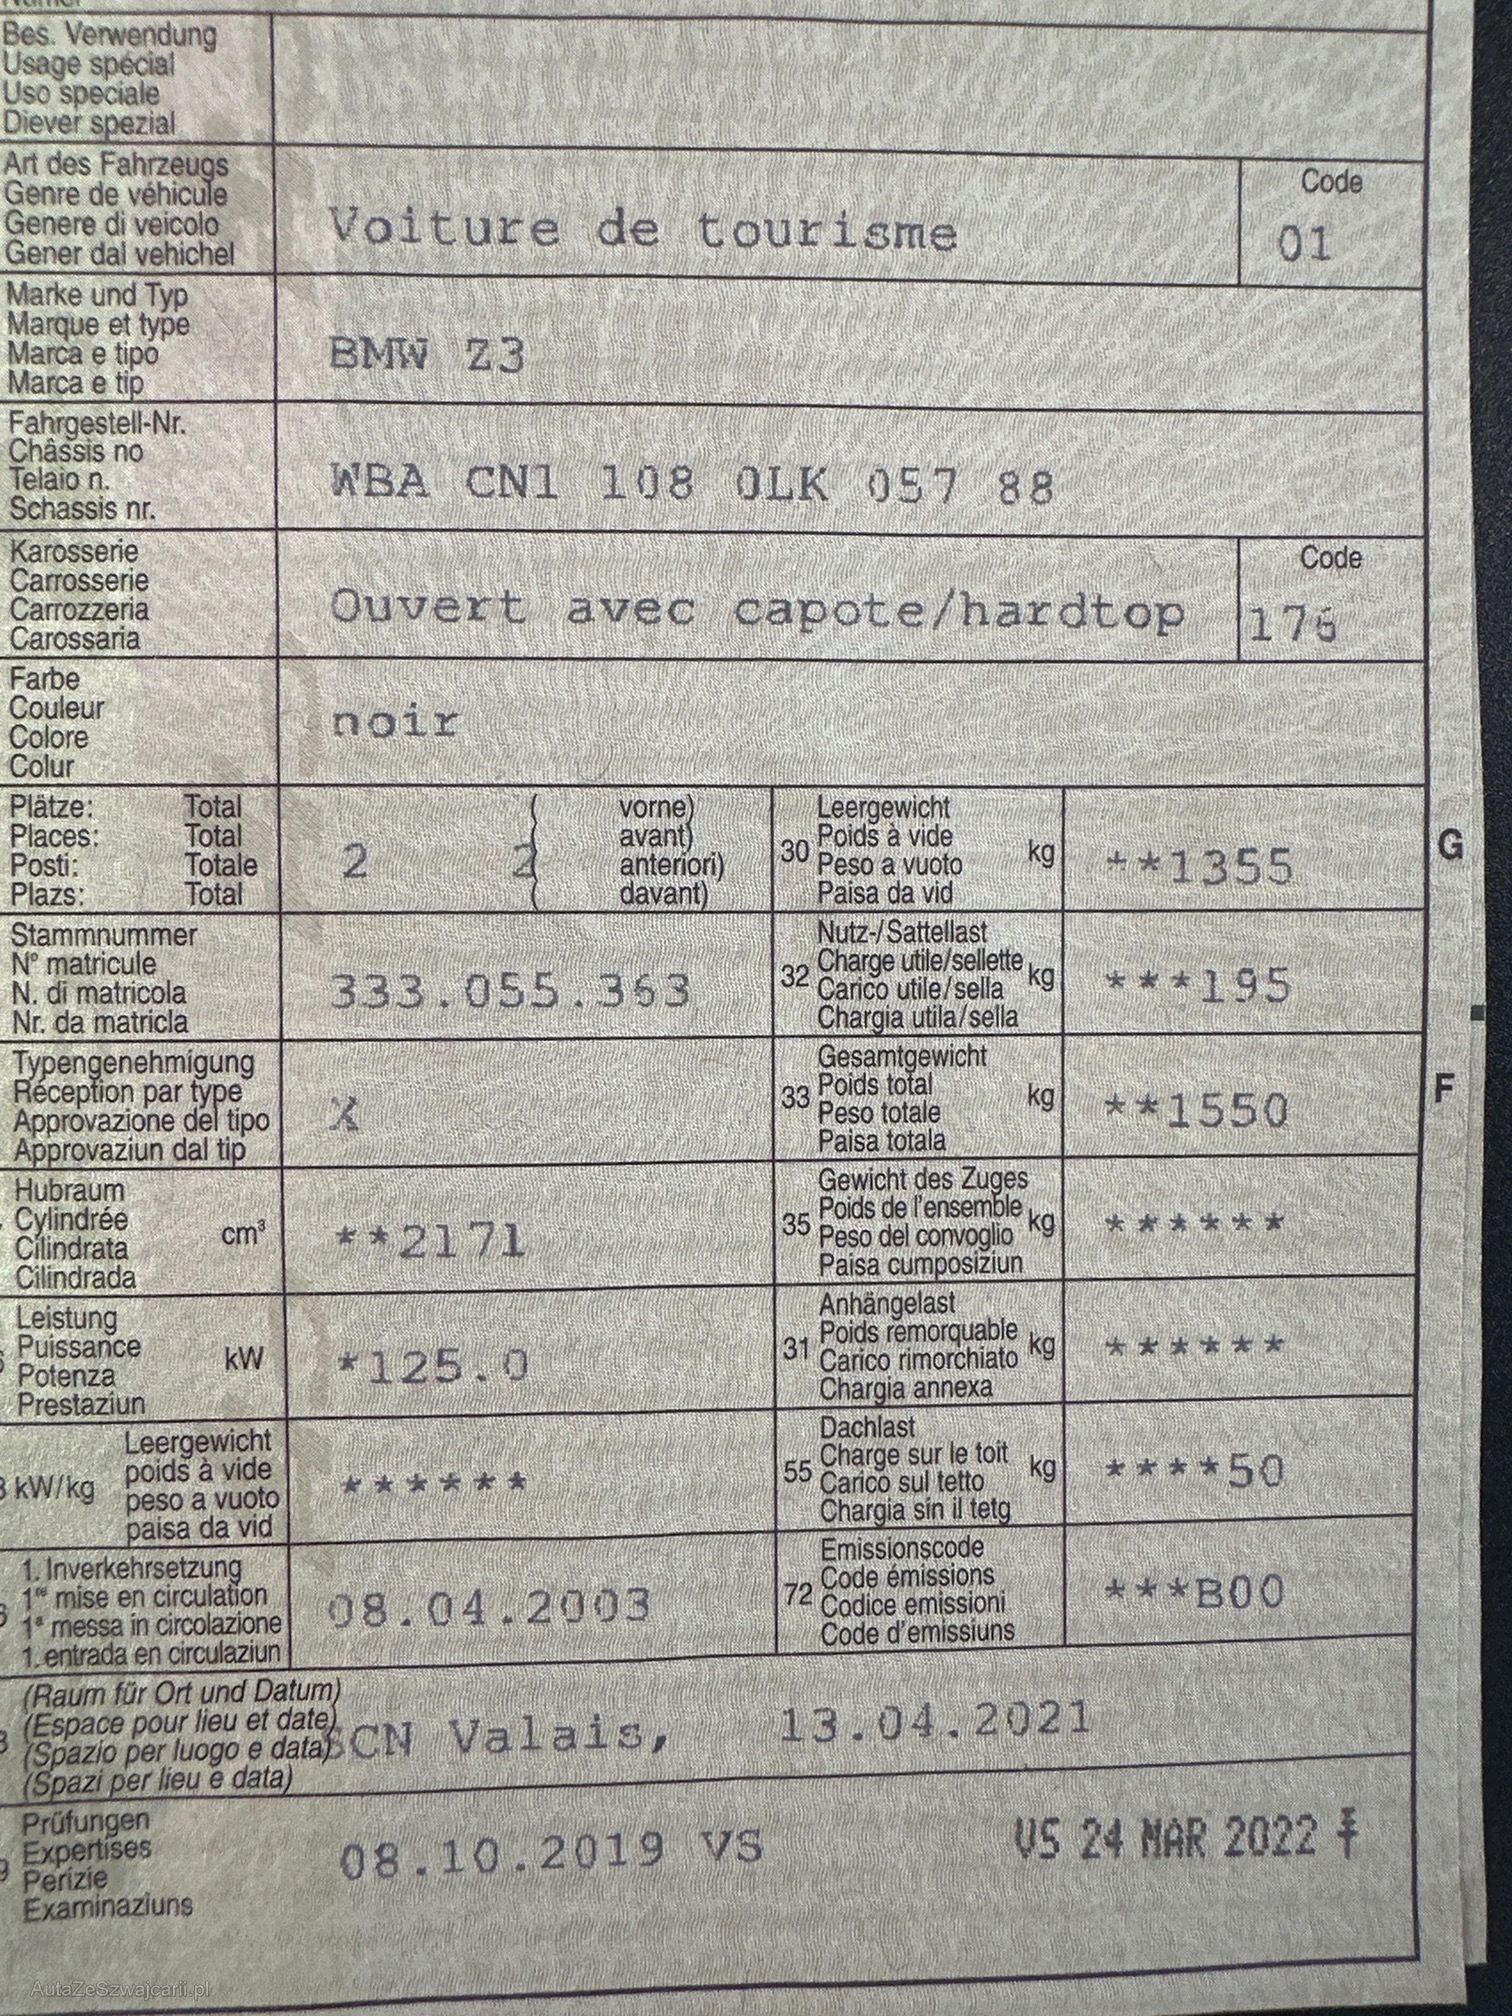 Bes. Verwendung
Usage spécial
Uso speciale
Diever spezial
Art des Fahrzeugs
Genre de véhicule
Genere di veicolo
Gener dal vehichel
Voiture de tourisme
Code
01
Marke und Typ
Marque et type
Marca e tipo
Marca e tip
BMW Z3
Fahrgestell-Nr.
Châssis no
Telaio n.
Schassis nr.
WBA CN1 108 0LK 057 88
Karosserie
Carrosserie
Carrozzeria
Carossaria
Ouvert avec capote/hardtop
Code
176
Farbe
Couleur
Colore
Colur
noir
Plätze: Total
Places: Total
Posti: Totale
Plazs: Total
2 2
( vorne)
( avant)
( anteriori)
( davant)
30 Leergewicht
Poids à vide kg
Peso a vuoto
Paisa da vid
**1355
G
Stammnummer
N° matricule
N. di matricola
Nr. da matricla
333.055.363
32 Nutz-/Sattellast
Charge utile/sellette kg
Carico utile/sella
Chargia utila/sella
***195
Typengenehmigung
Réception par type
Approvazione del tipo
Approvaziun dal tip
X
33 Gesamtgewicht
Poids total kg
Peso totale
Paisa totala
**1550
F
Hubraum
Cylindrée cm³
Cilindrata
Cilindrada
**2171
35 Gewicht des Zuges
Poids de l'ensemble kg
Peso del convoglio
Paisa cumposiziun
******
Leistung
Puissance kW
Potenza
Prestaziun
*125.0
31 Anhängelast
Poids remorquable kg
Carico rimorchiato
Chargia annexa
******
kW/kg Leergewicht
poids à vide
peso a vuoto
paisa da vid
******
55 Dachlast
Charge sur le toit kg
Carico sul tetto
Chargia sin il tetg
****50
1. Inverkehrsetzung
1re mise en circulation
1a messa in circolazione
1. entrada en circulaziun
08.04.2003
72 Emissionscode
Code émissions
Codice emissioni
Code d'emissiuns
***B00
(Raum für Ort und Datum)
(Espace pour lieu et date)
(Spazio per luogo e data)
(Spazi per lieu e data)
SCN Valais, 13.04.2021
Prüfungen
Expertises
Perizie
Examinaziuns
08.10.2019 VS
VS 24 MAR 2022
AutaZeSzwajcarii.pl